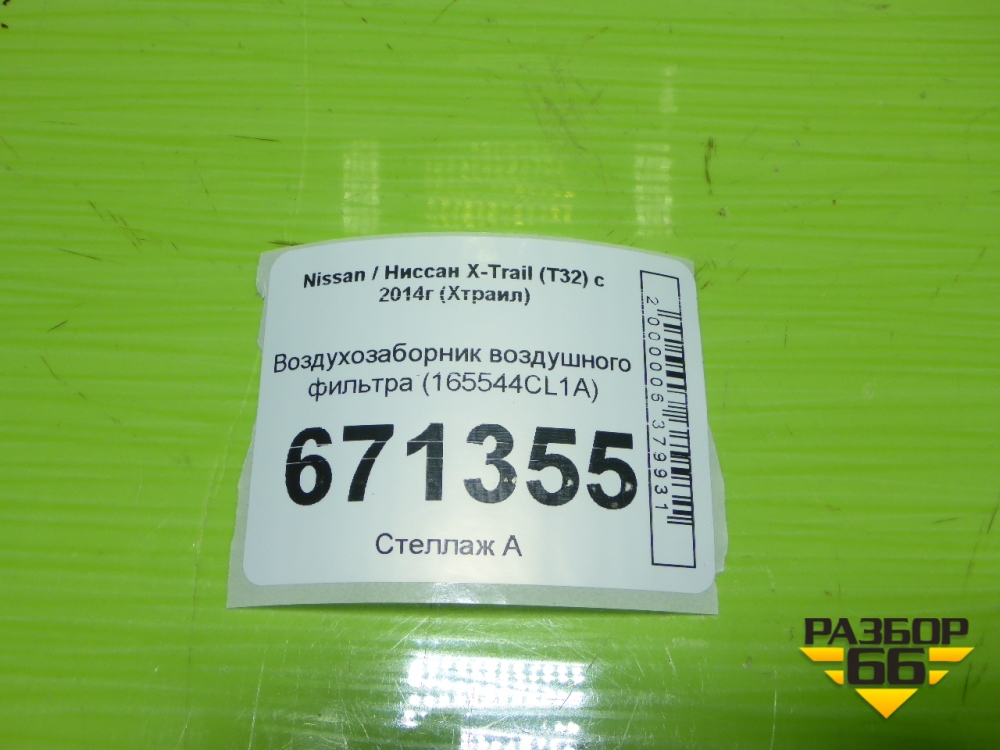 Nissan / Ниссан X-Trail (T32) с
2014г (Хтраил)
Воздухозаборник воздушного
фильтра (165544CL1A)
671355
Стеллаж А
2000006379931
РАЗБОР
66